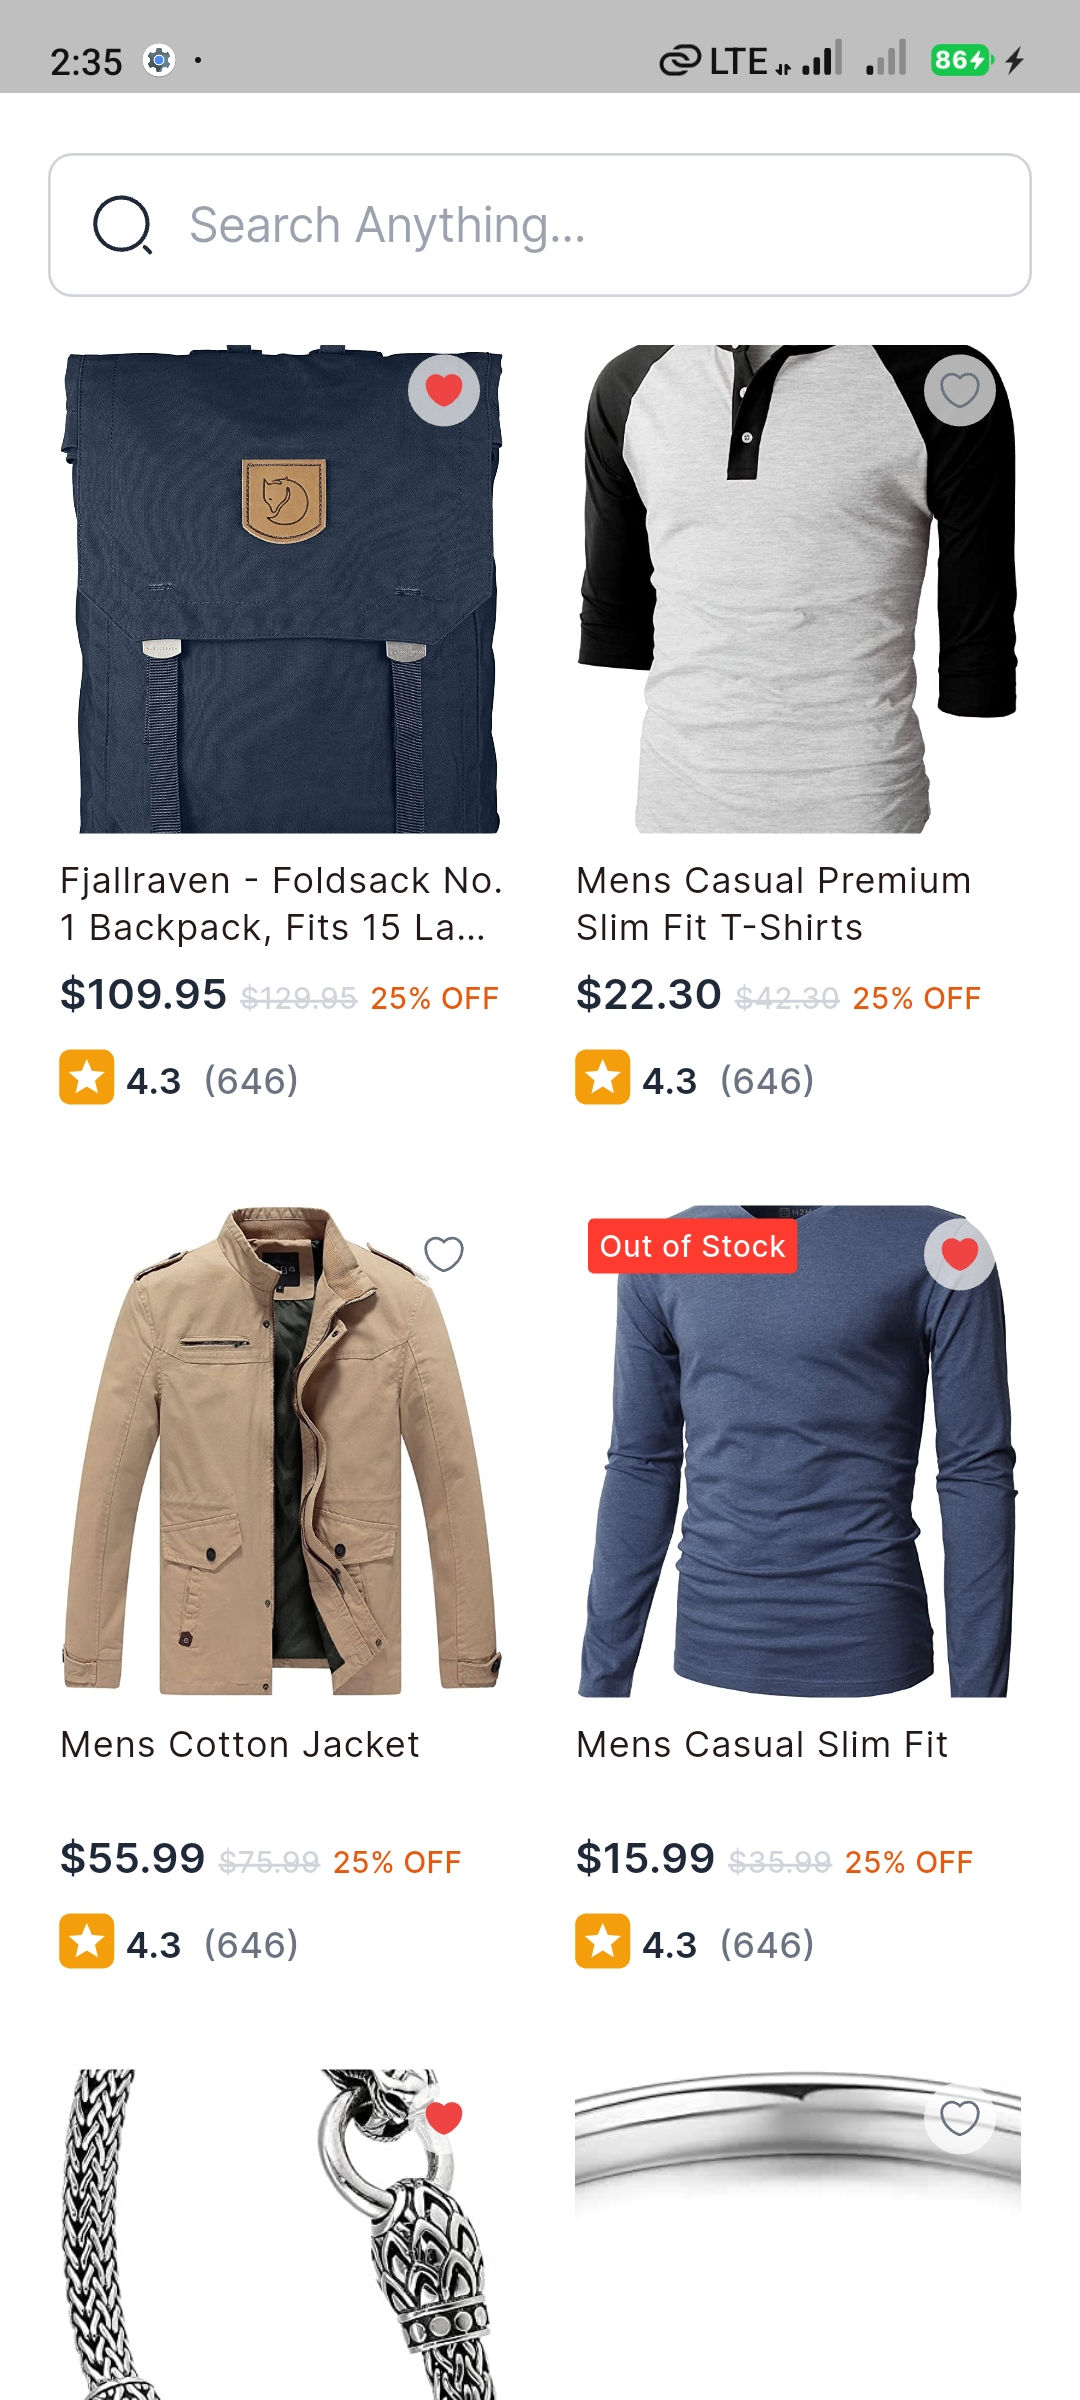 2:35 LTE 86
Search Anything...
Fjallraven - Foldsack No.
1 Backpack, Fits 15 La...
$109.95 $129.95 25% OFF
4.3 (646)
Mens Casual Premium
Slim Fit T-Shirts
$22.30 $42.30 25% OFF
4.3 (646)
Mens Cotton Jacket
$55.99 $75.99 25% OFF
4.3 (646)
Out of Stock
Mens Casual Slim Fit
$15.99 $35.99 25% OFF
4.3 (646)